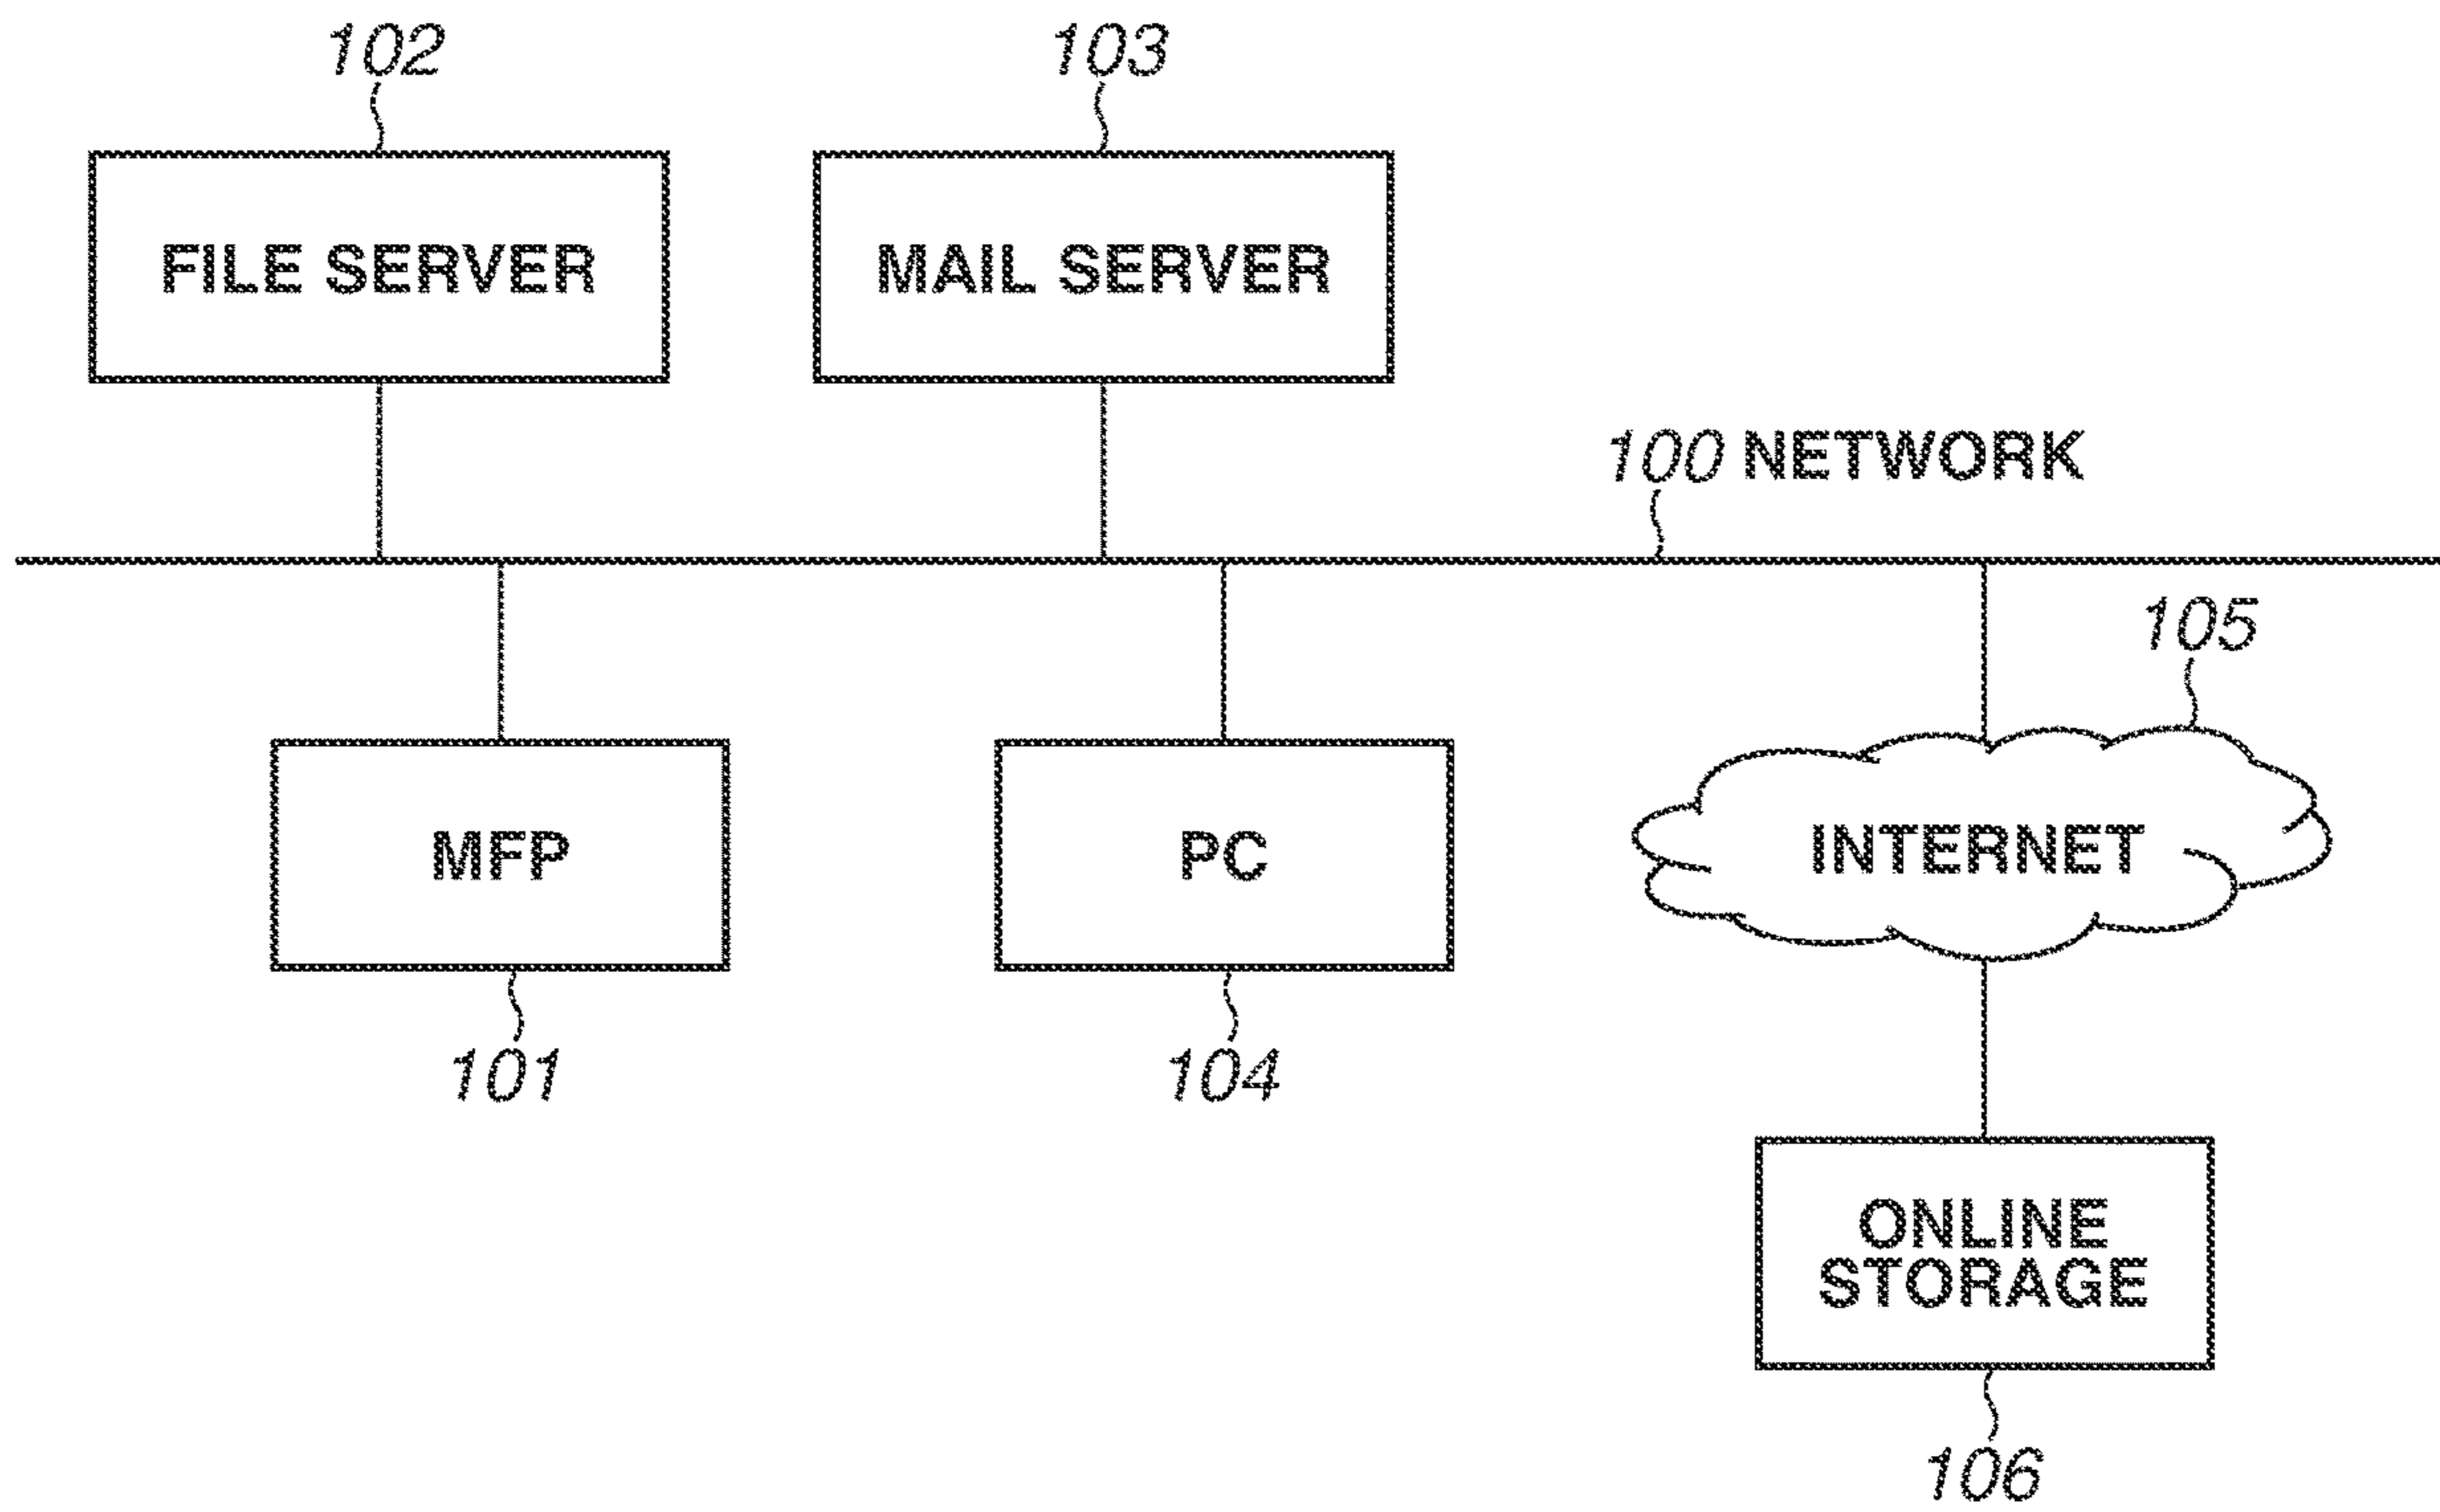 102
103
FILE SERVER
MAIL SERVER
100 NETWORK
105
MFP
PC
INTERNET
101
104
ONLINE
STORAGE
106